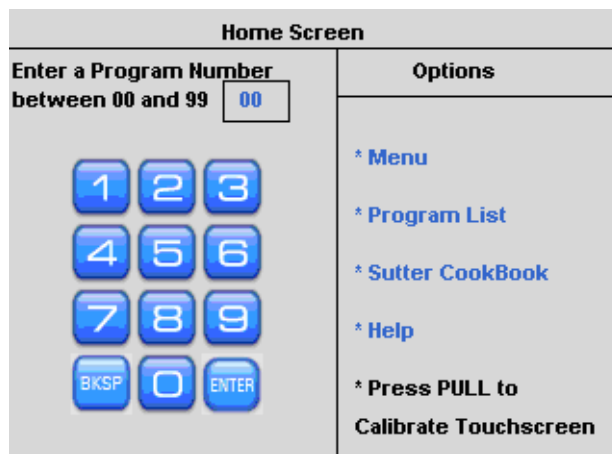 Home Screen
Enter a Program Number
between 00 and 99 00
1 2 3
4 5 6
7 8 9
BKSP 0 ENTER
Options
* Menu
* Program List
* Sutter CookBook
* Help
* Press PULL to
Calibrate Touchscreen